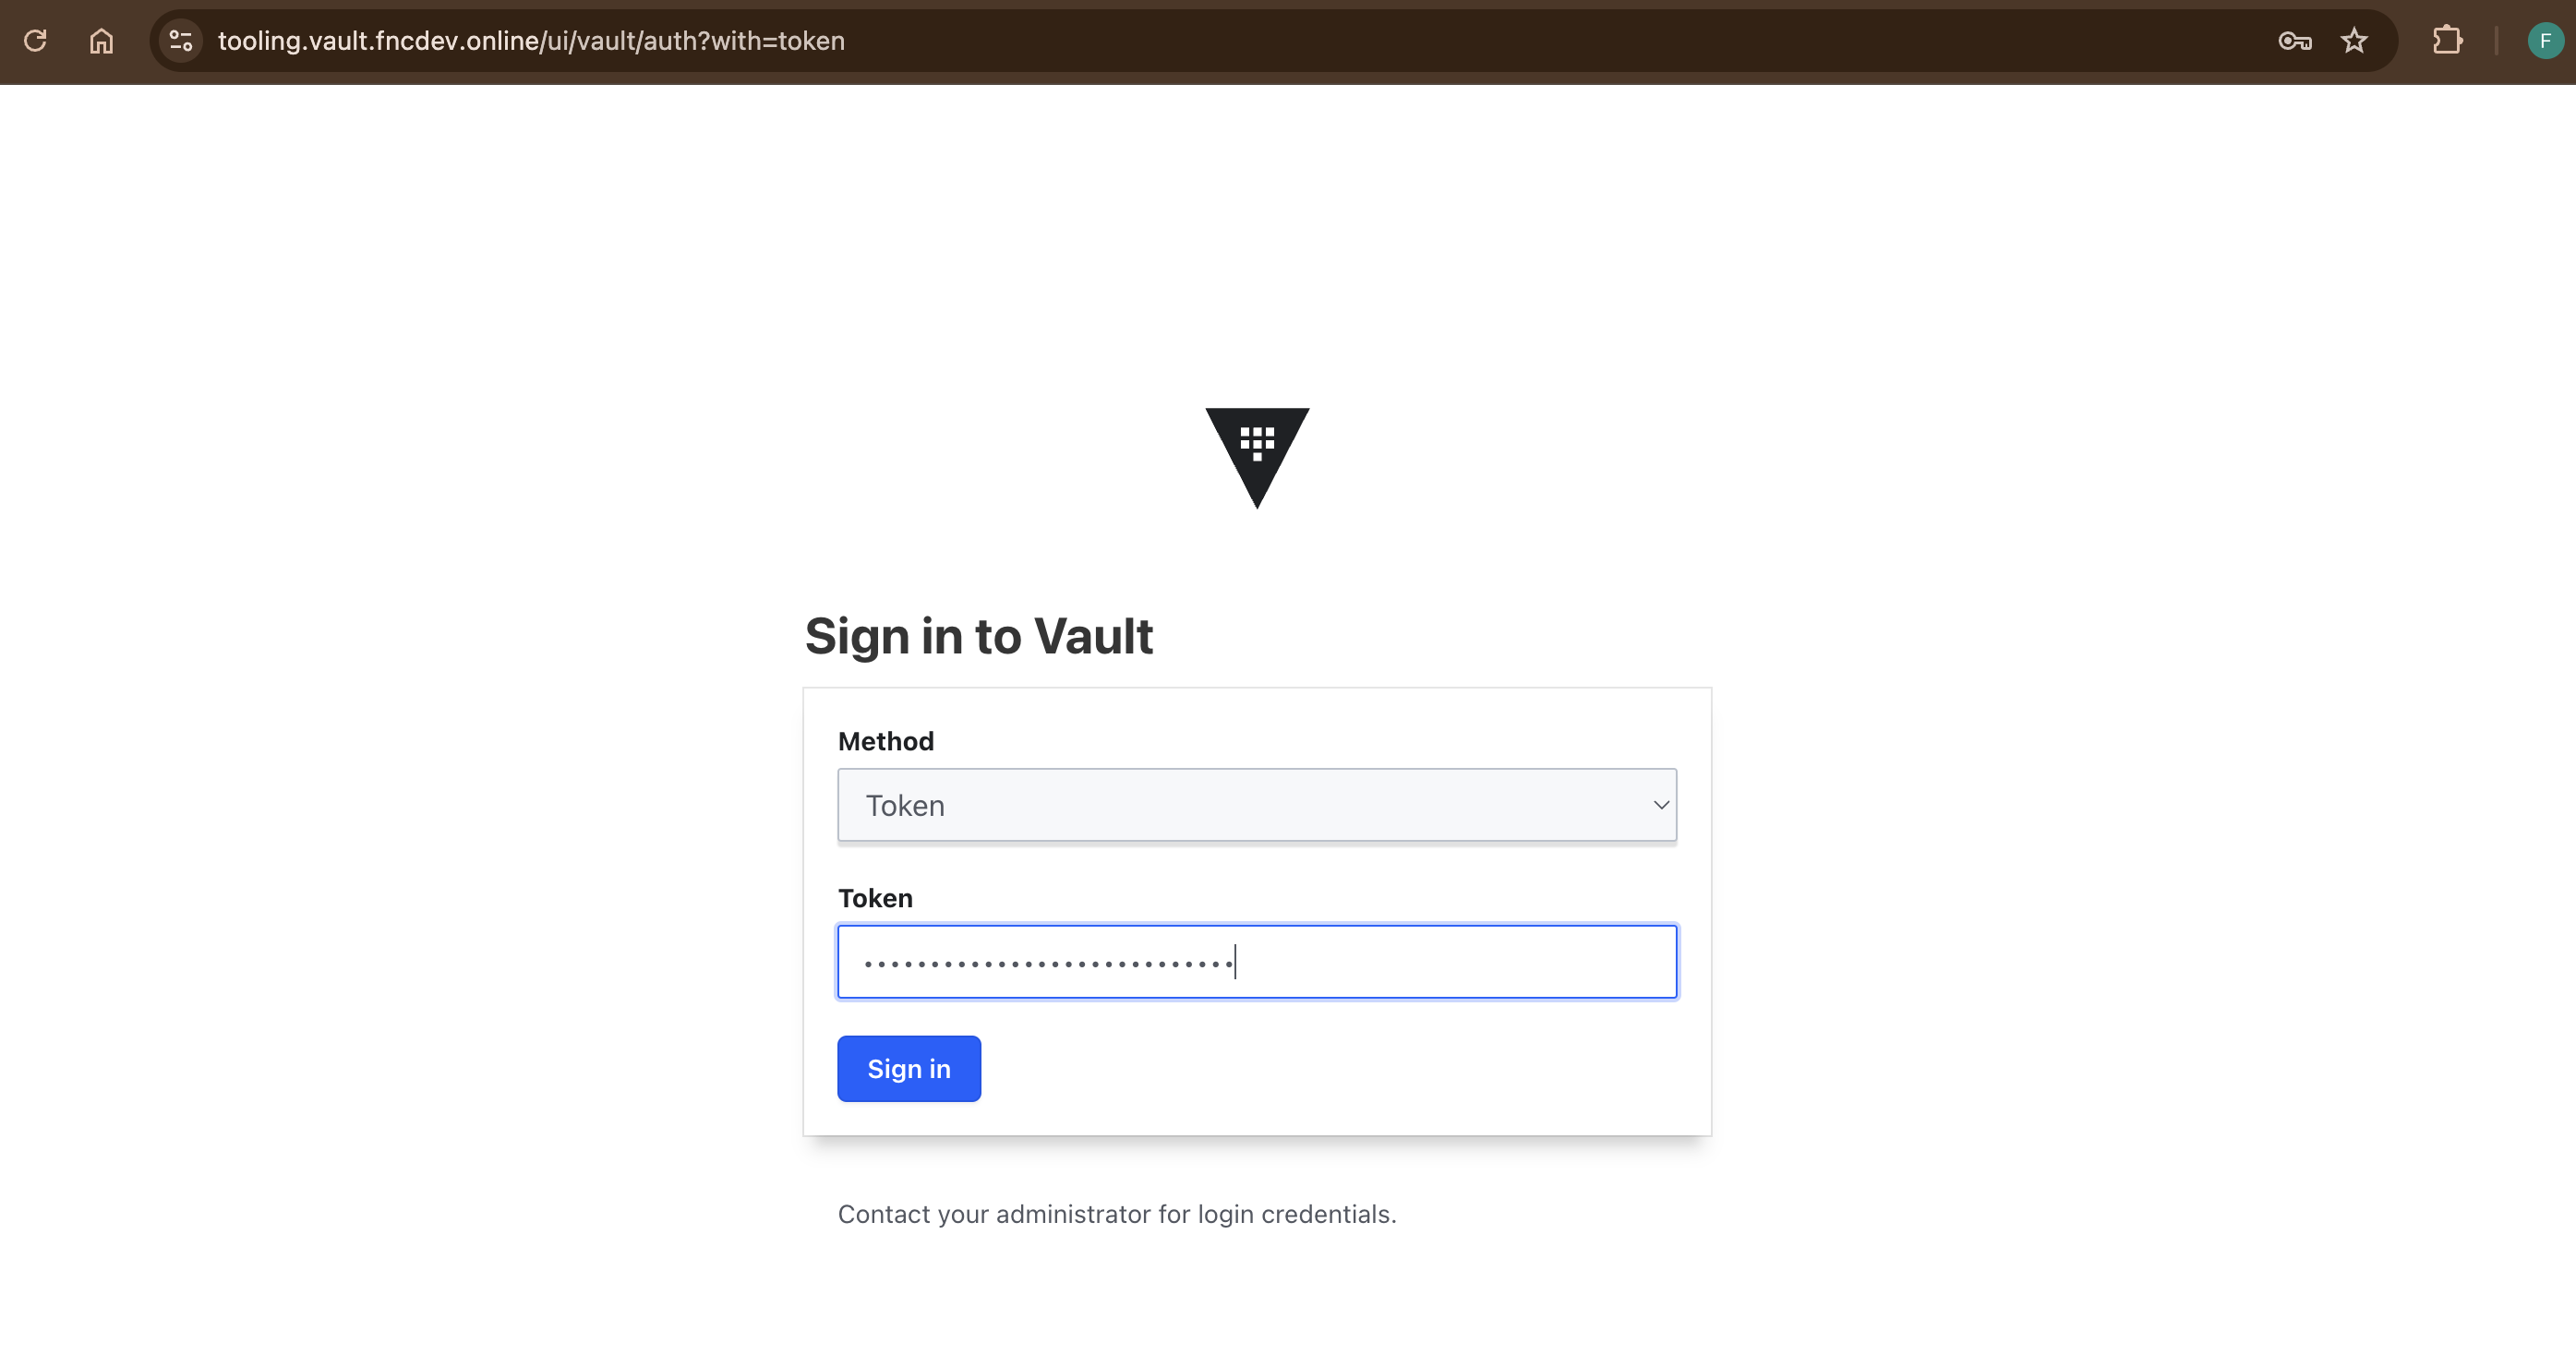 tooling.vault.fncdev.online/ui/vault/auth?with=token
F
Sign in to Vault
Method
Token
Token
••••••••••••••••••••••••••••
Sign in
Contact your administrator for login credentials.